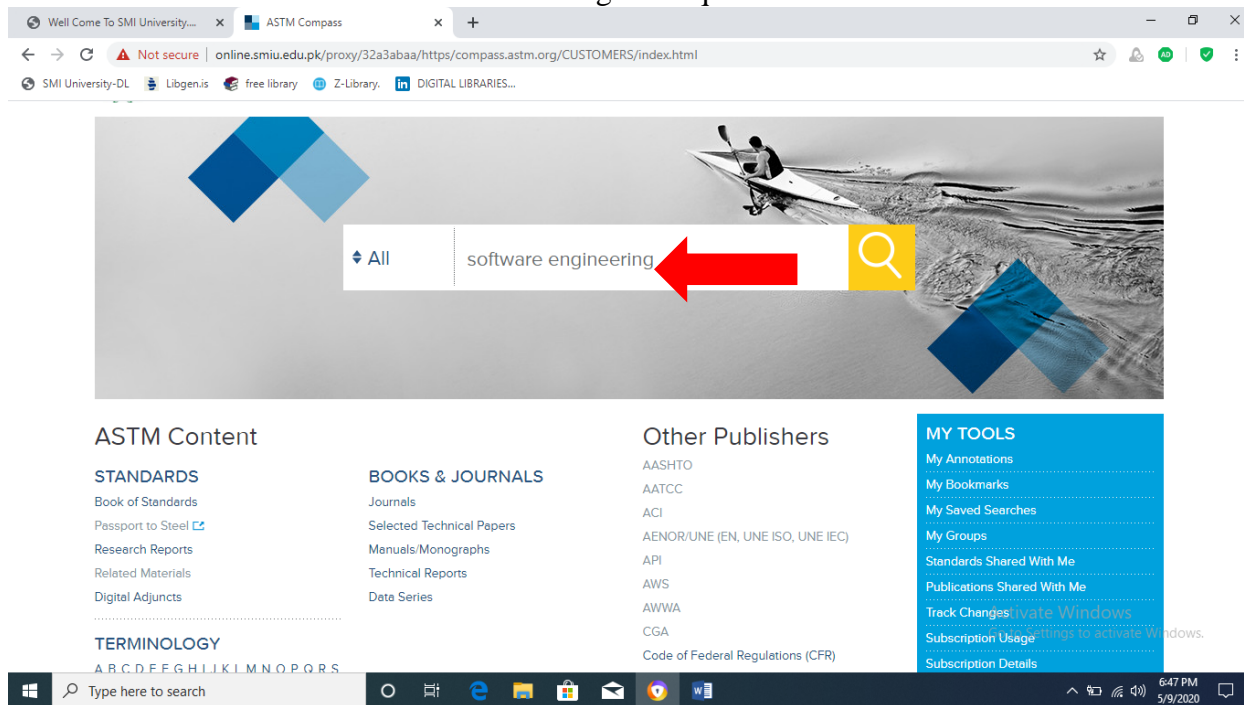 Well Come To SMI University....
ASTM Compass
Not secure
online.smiu.edu.pk/proxy/32a3abaa/https/compass.astm.org/CUSTOMERS/index.html
SMI University-DL
Libgen.is
free library
Z-Library.
DIGITAL LIBRARIES...
All
software engineering
ASTM Content
STANDARDS
Book of Standards
Passport to Steel
Research Reports
Related Materials
Digital Adjuncts
TERMINOLOGY
A B C D E F G H I J K L M N O P Q R S
BOOKS & JOURNALS
Journals
Selected Technical Papers
Manuals/Monographs
Technical Reports
Data Series
Other Publishers
AASHTO
AATCC
ACI
AENOR/UNE (EN, UNE ISO, UNE IEC)
API
AWS
AWWA
CGA
Code of Federal Regulations (CFR)
MY TOOLS
My Annotations
My Bookmarks
My Saved Searches
My Groups
Standards Shared With Me
Publications Shared With Me
Track Changes
Subscription Usage
Subscription Details
Activate Windows
Go to Settings to activate Windows.
Type here to search
6:47 PM
5/9/2020